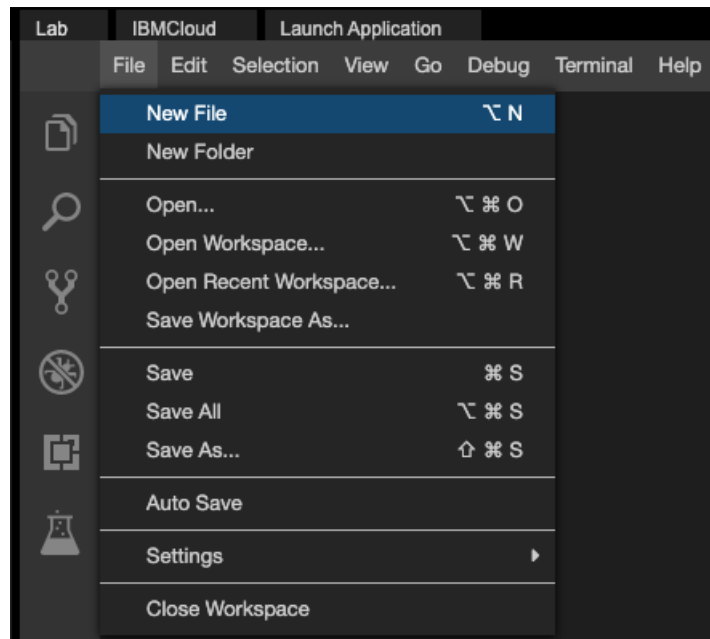 Lab IBMCloud Launch Application
File Edit Selection View Go Debug Terminal Help
New File ⌥ N
New Folder
Open... ⌥ ⌘ O
Open Workspace... ⌥ ⌘ W
Open Recent Workspace... ⌥ ⌘ R
Save Workspace As...
Save ⌘ S
Save All ⌥ ⌘ S
Save As... ⇧ ⌘ S
Auto Save
Settings
Close Workspace